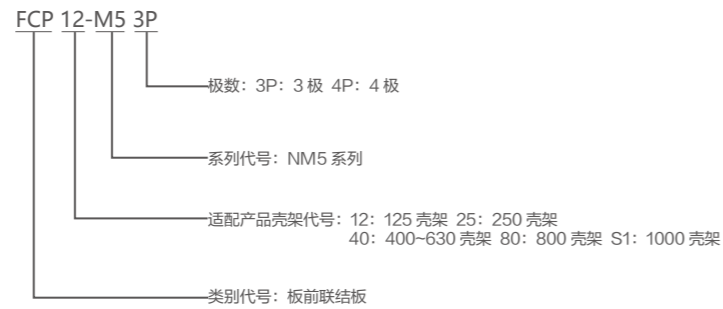 FCP 12-M5 3P
极数：3P：3 极 4P：4 极
系列代号：NM5 系列
适配产品壳架代号：12：125 壳架 25：250 壳架
40：400~630 壳架 80：800 壳架 S1：1000 壳架
类别代号：板前联结板